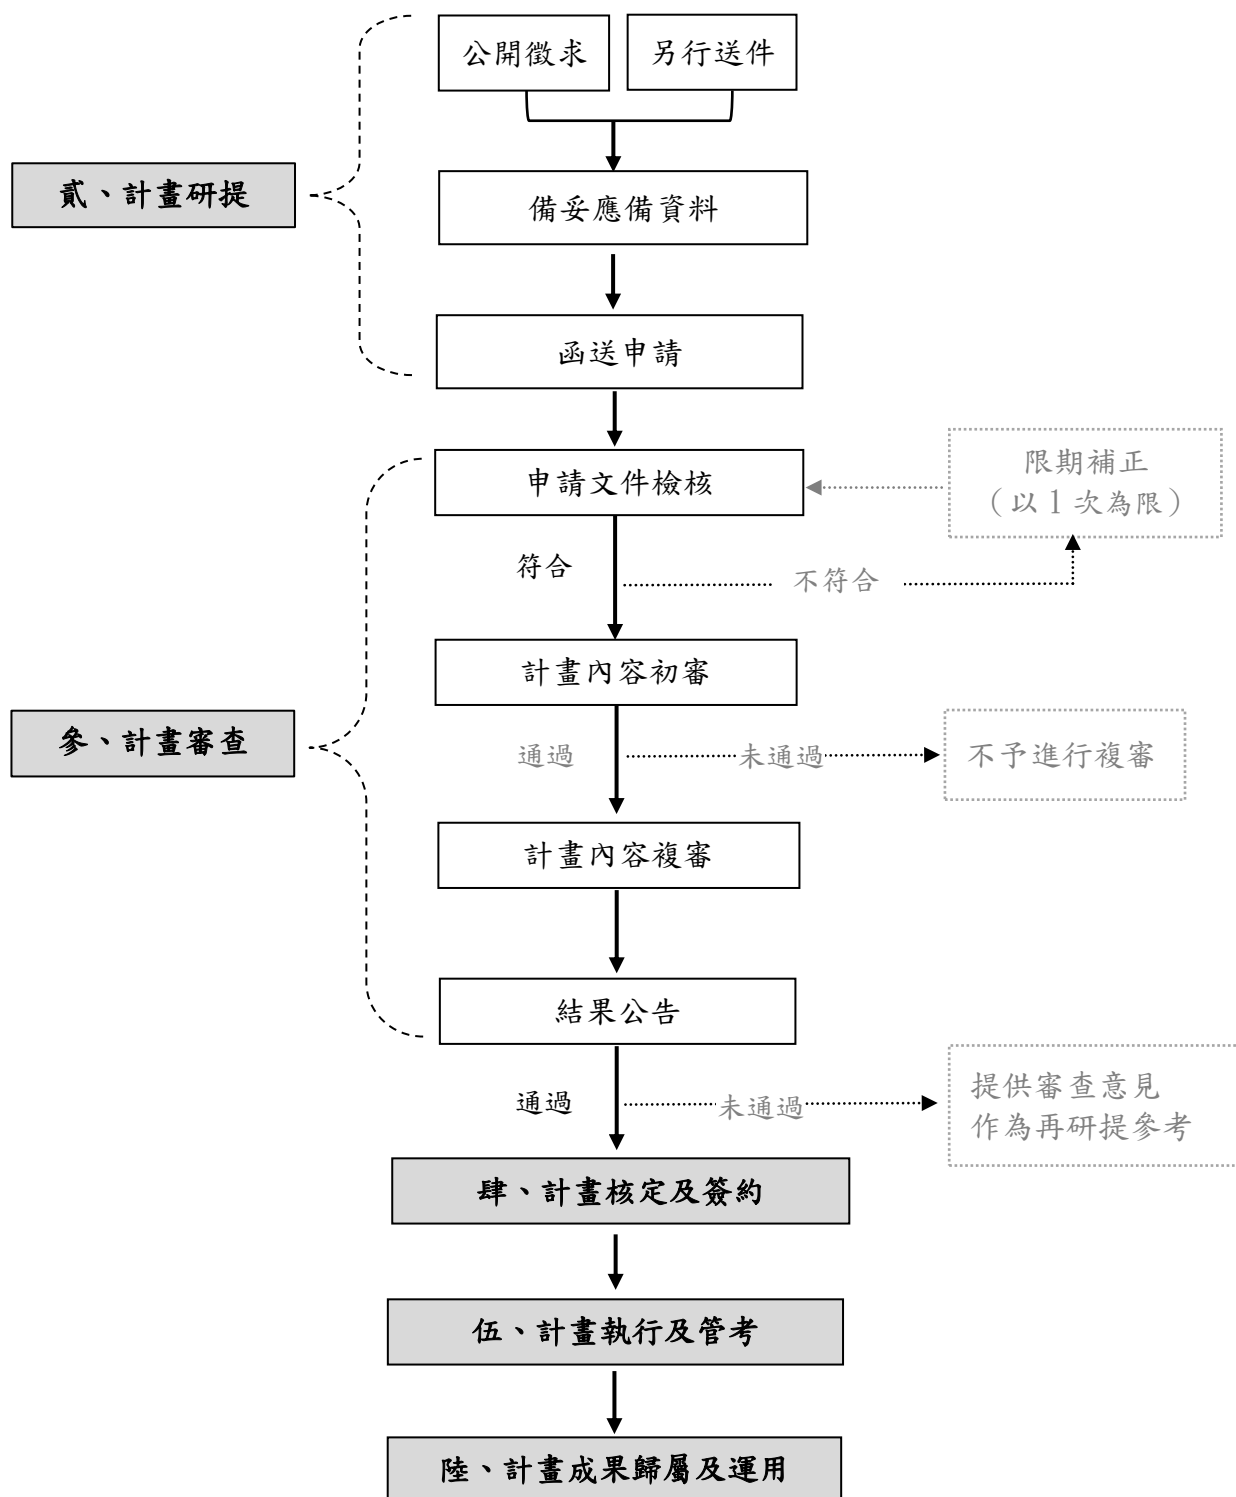 公開徵求
另行送件
貳、計畫研提
備妥應備資料
函送申請
申請文件檢核
限期補正
（以1次為限）
符合
不符合
計畫內容初審
參、計畫審查
通過
未通過
不予進行複審
計畫內容複審
結果公告
通過
未通過
提供審查意見
作為再研提參考
肆、計畫核定及簽約
伍、計畫執行及管考
陸、計畫成果歸屬及運用